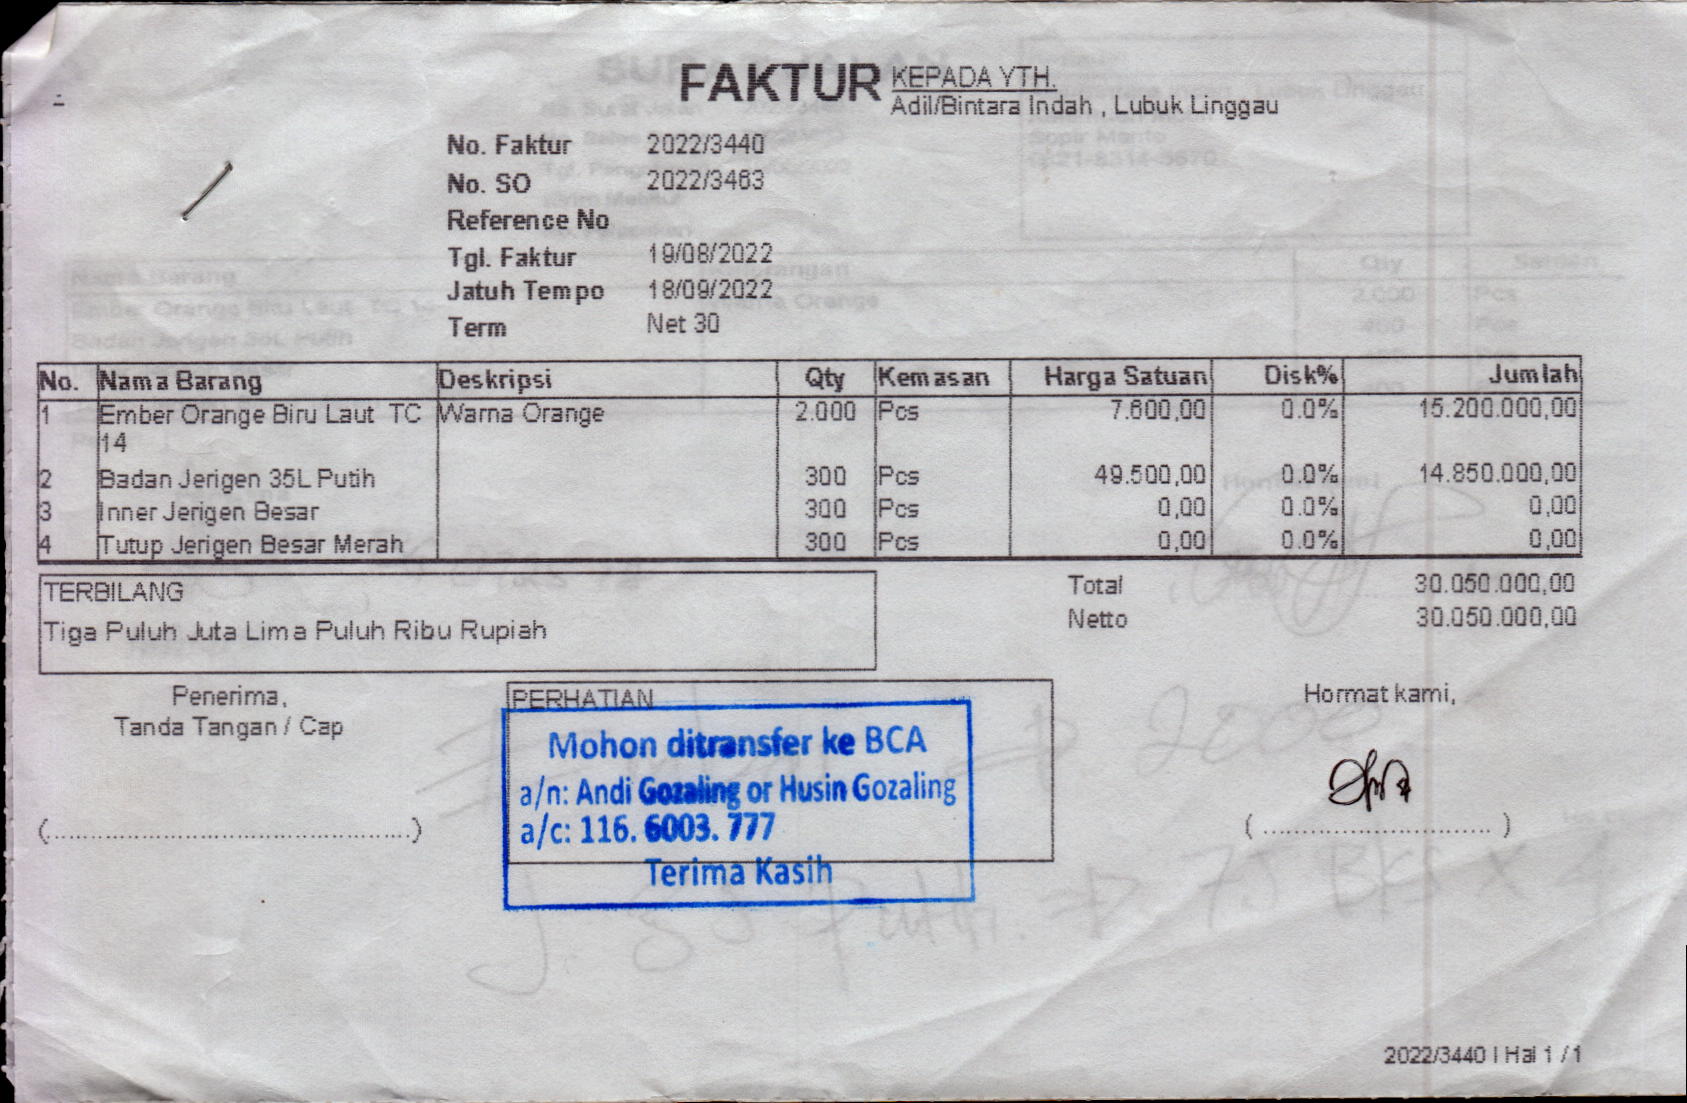 FAKTUR KEPADA YTH.
Adil/Bintara Indah , Lubuk Linggau
No. Faktur 2022/3440
No. SO 2022/3463
Reference No
Tgl. Faktur 19/08/2022
Jatuh Tempo 18/09/2022
Term Net 30
No. Nama Barang Deskripsi Qty Kemasan Harga Satuan Disk% Jumlah
1 Ember Orange Biru Laut TC Warna Orange 2.000 Pcs 7.600,00 0.0% 15.200.000,00
14
2 Badan Jerigen 35L Putih 300 Pcs 49.500,00 0.0% 14.850.000,00
3 Inner Jerigen Besar 300 Pcs 0,00 0.0% 0,00
4 Tutup Jerigen Besar Merah 300 Pcs 0,00 0.0% 0,00
TERBILANG
Tiga Puluh Juta Lima Puluh Ribu Rupiah
Total 30.050.000,00
Netto 30.050.000,00
Penerima,
Tanda Tangan / Cap
(....................................................)
PERHATIAN
Mohon ditransfer ke BCA
a/n: Andi Gozaling or Husin Gozaling
a/c: 116. 6003. 777
Terima Kasih
Hormat kami,
( ................................. )
2022/3440 | Hal 1 / 1